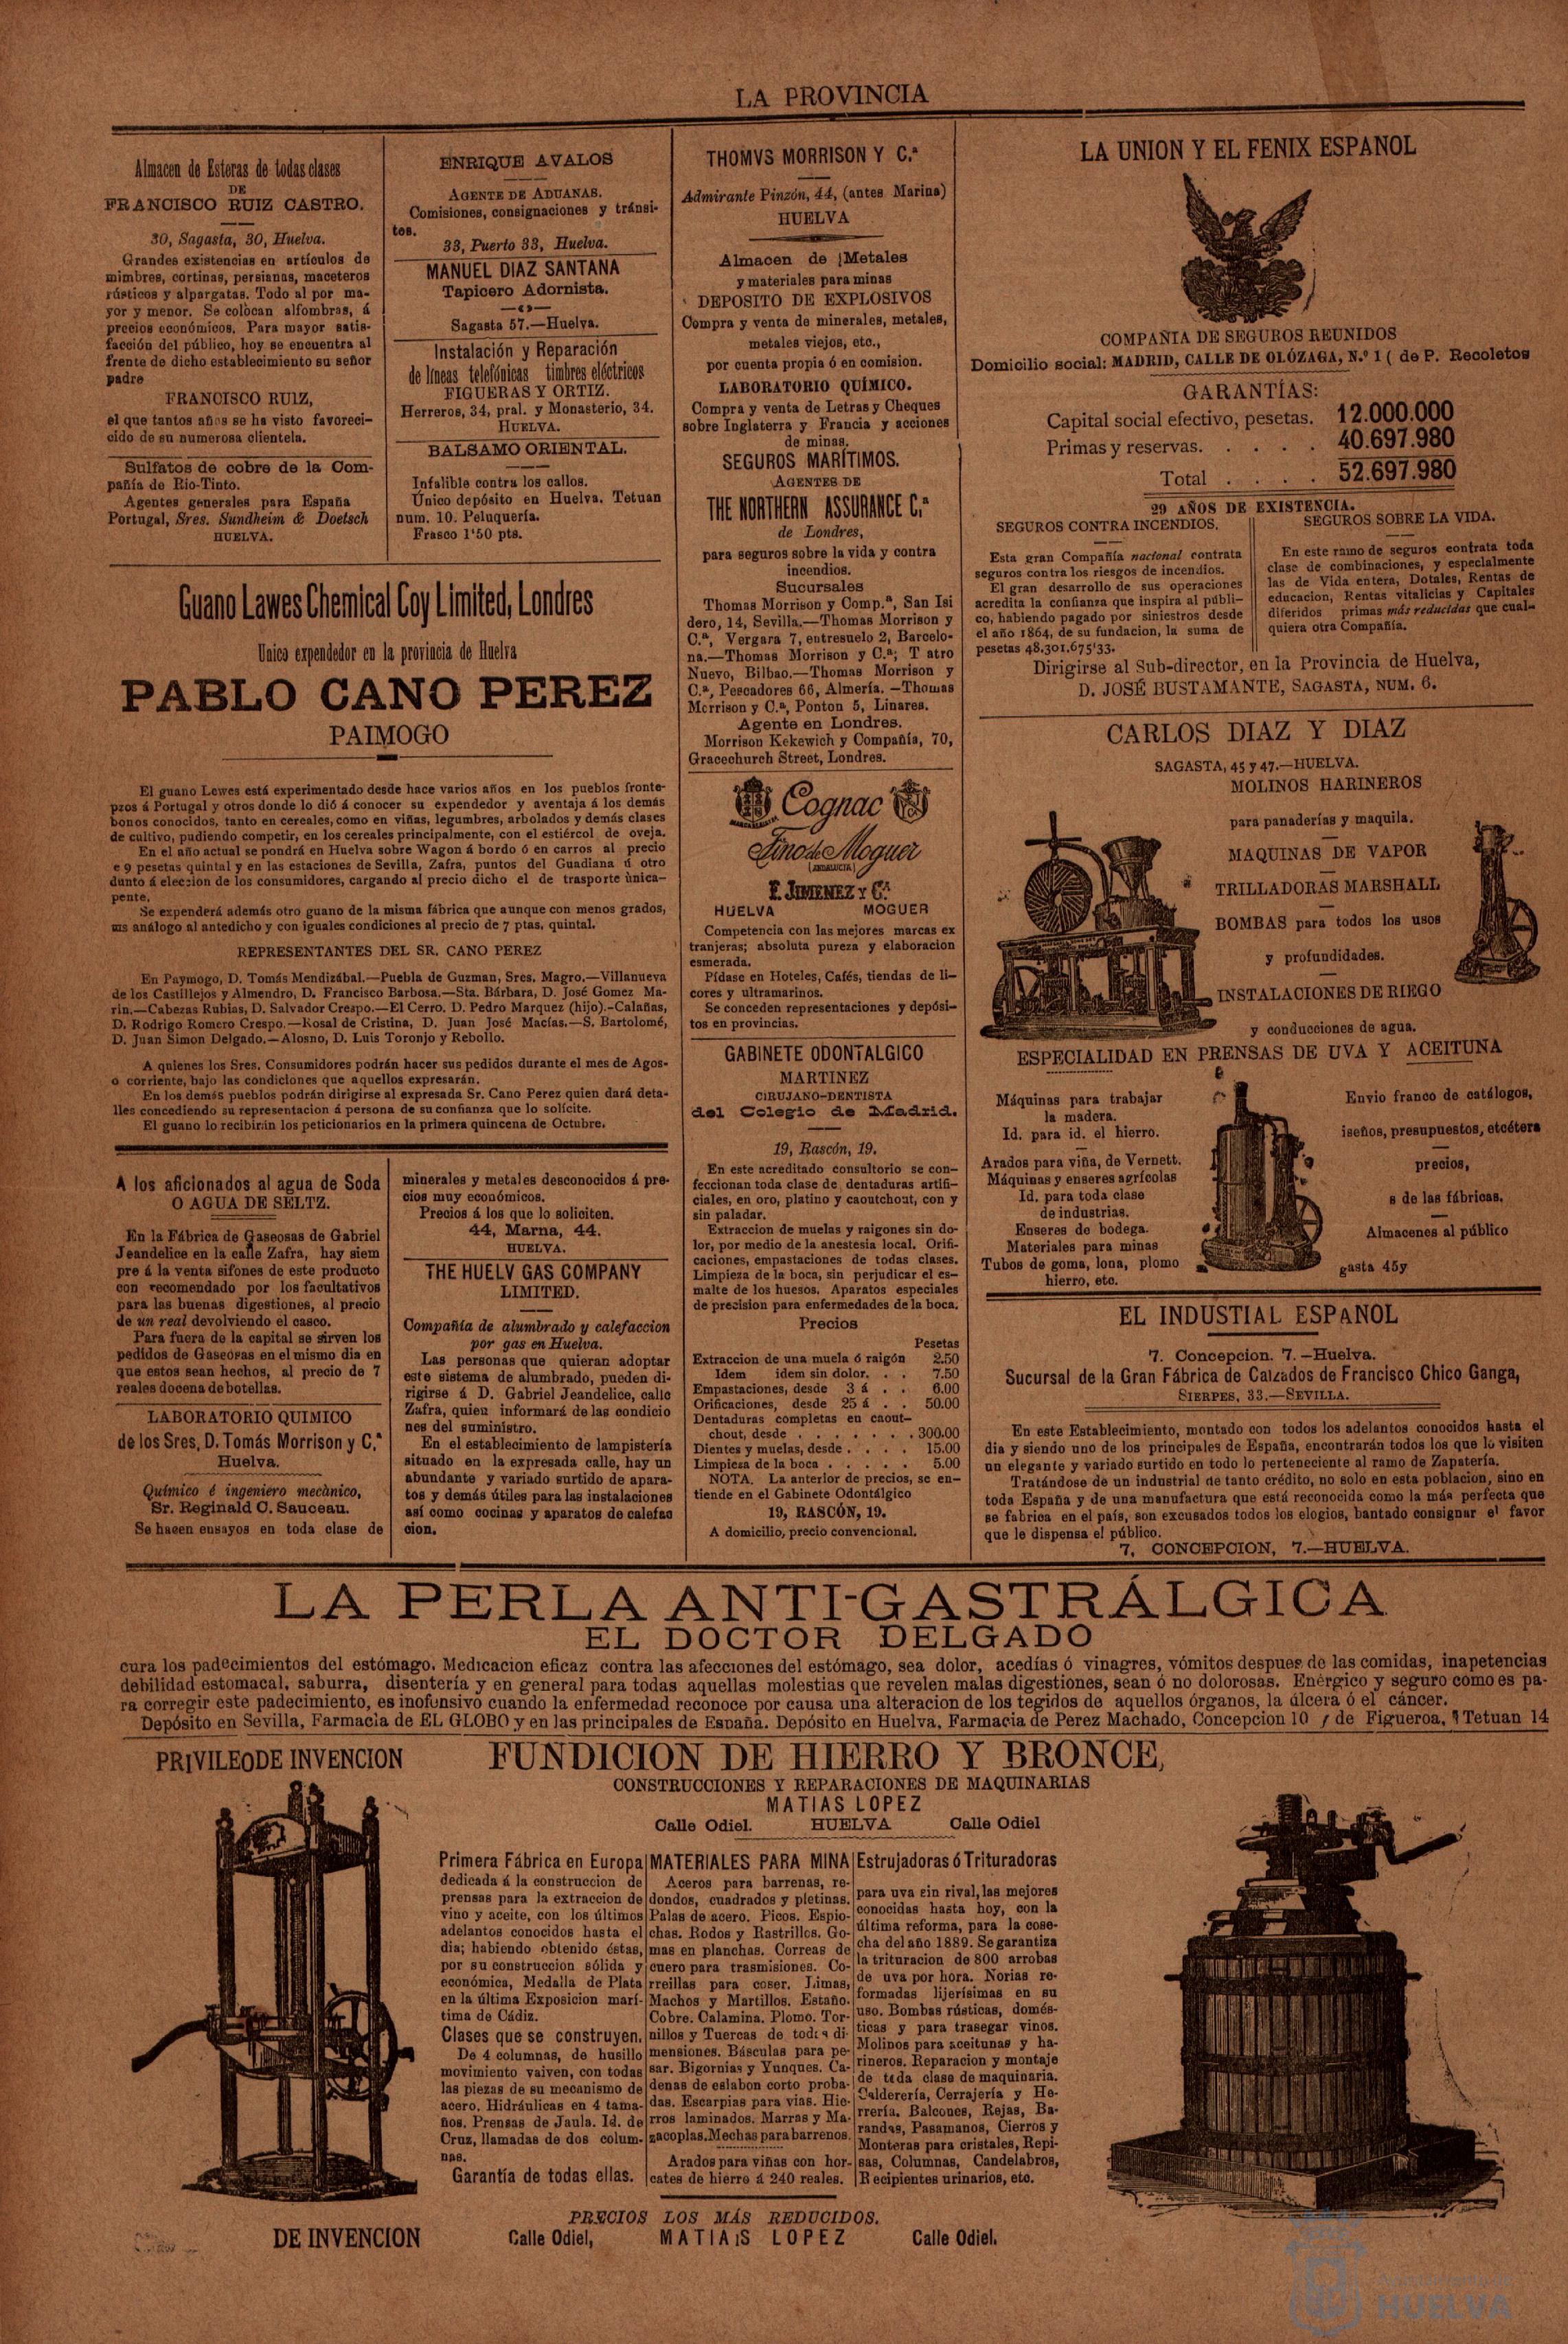 LA PROVINCIA
Almacen de Esteras de todas clases
DE
FRANCISCO RUIZ CASTRO.
30, Sagasta, 30, Huelva.
Grandes existencias en artículos de
mimbres, cortinas, persianas, maceteros
rústicos y alpargatas. Todo al por ma-
yor y menor. Se colocan alfombras, á
precios económicos. Para mayor satis-
facción del público, hoy se encuentra al
frente de dicho establecimiento su señor
padre
FRANCISCO RUIZ,
el que tantos años se ha visto favoreci-
cido de su numerosa clientela.
Sulfatos de cobre de la Com-
pañía de Rio-Tinto.
Agentes generales para España
Portugal, Sres. Sundheim & Doetsch
HUELVA.
ENRIQUE AVALOS
AGENTE DE ADUANAS.
Comisiones, consignaciones y tránsi-
tos.
33, Puerto 33, Huelva.
MANUEL DIAZ SANTANA
Tapicero Adornista.
Sagasta 57.—Huelva.
Instalación y Reparación
de líneas telefónicas timbres eléctricos
FIGUERAS Y ORTIZ.
Herreros, 34, pral. y Monasterio, 34.
HUELVA.
BALSAMO ORIENTAL.
Infalible contra los callos.
Único depósito en Huelva, Tetuan
num. 10. Peluquería.
Frasco 1'50 pts.
Guano Lawes Chemical Coy Limited, Londres
Unico expendedor en la provincia de Huelva
PABLO CANO PEREZ
PAIMOGO
El guano Lewes está experimentado desde hace varios años en los pueblos fronte-
pzos á Portugal y otros donde lo dió á conocer su expendedor y aventaja á los demás
bonos conocidos, tanto en cereales, como en viñas, legumbres, arbolados y demás clases
de cultivo, pudiendo competir, en los cereales principalmente, con el estiércol de oveja.
En el año actual se pondrá en Huelva sobre Wagon á bordo ó en carros al precio
e 9 pesetas quintal y en las estaciones de Sevilla, Zafra, puntos del Guadiana ú otro
dunto á eleccion de los consumidores, cargando al precio dicho el de trasporte ùnica-
pente.
Se expenderá además otro guano de la misma fábrica que aunque con menos grados,
ms análogo al antedicho y con iguales condiciones al precio de 7 ptas, quintal.
REPRESENTANTES DEL SR. CANO PEREZ
En Paymogo, D. Tomás Mendizábal.—Puebla de Guzman, Sres. Magro.—Villanueva
de los Castillejos y Almendro, D. Francisco Barbosa.—Sta. Bárbara, D. José Gomez Ma-
rin.—Cabezas Rubias, D. Salvador Crespo.—El Cerro. D. Pedro Marquez (hijo).-Calañas,
D. Rodrigo Romero Crespo.—Rosal de Cristina, D. Juan José Macías.—S. Bartolomé,
D. Juan Simon Delgado.—Alosno, D. Luis Toronjo y Rebollo.
A quienes los Sres. Consumidores podrán hacer sus pedidos durante el mes de Agos-
o corriente, bajo las condiciones que aquellos expresarán.
En los demás pueblos podrán dirigirse al expresada Sr. Cano Perez quien dará deta-
lles concediendo su representacion á persona de su confianza que lo solícite.
El guano lo recibirán los peticionarios en la primera quincena de Octubre.
A los aficionados al agua de Soda
O AGUA DE SELTZ.
En la Fábrica de Gaseosas de Gabriel
Jeandelice en la calle Zafra, hay siem
pre á la venta sifones de este producto
con recomendado por los facultativos
para las buenas digestiones, al precio
de un real devolviendo el casco.
Para fuera de la capital se sirven los
pedidos de Gaseosas en el mismo dia en
que estos sean hechos, al precio de 7
reales docena de botellas.
LABORATORIO QUIMICO
de los Sres, D. Tomás Morrison y C.ª
Huelva.
Químico é ingeniero mecànico,
Sr. Reginald C. Sauceau.
Se hacen ensayos en toda clase de
minerales y metales desconocidos á pre-
cios muy económicos.
Precios á los que lo soliciten.
44, Marna, 44.
HUELVA.
THE HUELV GAS COMPANY
LIMITED.
Compañía de alumbrado y calefaccion
por gas en Huelva.
Las personas que quieran adoptar
este sistema de alumbrado, pueden di-
rigirse á D. Gabriel Jeandelice, calle
Zafra, quien informará de las condicio
nes del suministro.
En el establecimiento de lampistería
situado en la expresada calle, hay un
abundante y variado surtido de apara-
tos y demás útiles para las instalaciones
así como cocinas y aparatos de calefac
cion.
THOMVS MORRISON Y C.ª
Admirante Pinzón, 44, (antes Marina)
HUELVA
Almacen de ¡Metales
y materiales para minas
DEPOSITO DE EXPLOSIVOS
Compra y venta de minerales, metales,
metales viejos, etc.,
por cuenta propia ó en comision.
LABORATORIO QUÍMICO.
Compra y venta de Letras y Cheques
sobre Inglaterra y Francia y acciones
de minas.
SEGUROS MARÍTIMOS.
AGENTES DE
THE NORTHERN ASSURANCE C.ª
de Londres,
para seguros sobre la vida y contra
incendios.
Sucursales
Thomas Morrison y Comp.ª, San Isi
dero, 14, Sevilla.—Thomas Morrison y
C.ª, Vergara 7, entresuelo 2, Barcelo-
na.—Thomas Morrison y C.ª; T atro
Nuevo, Bilbao.—Thomas Morrison y
C.ª, Pescadores 66, Almería.—Thomas
Morrison y C.ª, Ponton 5, Linares.
Agente en Londres.
Morrison Kekewich y Compañía, 70,
Gracechurch Street, Londres.
Cognac
Fino de Moguer
(ANDALUCIA)
F. JIMENEZ Y C.ª
HUELVA MOGUER
Competencia con las mejores marcas ex
tranjeras; absoluta pureza y elaboracion
esmerada.
Pídase en Hoteles, Cafés, tiendas de li-
cores y ultramarinos.
Se conceden representaciones y depósi-
tos en provincias.
GABINETE ODONTALGICO
MARTINEZ
CIRUJANO-DENTISTA
del Colegio de Madrid.
19, Rascón, 19.
En este acreditado consultorio se con-
feccionan toda clase de dentaduras artifi-
ciales, en oro, platino y caoutchout, con y
sin paladar.
Extraccion de muelas y raigones sin do-
lor, por medio de la anestesia local. Orifi-
caciones, empastaciones de todas clases.
Limpieza de la boca, sin perjudicar el es-
malte de los huesos. Aparatos especiales
de precision para enfermedades de la boca.
Precios
Pesetas
Extraccion de una muela ó raigón 2.50
Idem idem sin dolor. . . 7.50
Empastaciones, desde 3 á . . 6.00
Orificaciones, desde 25 á . . 50.00
Dentaduras completas en caout-
chout, desde . . . . . . . 300.00
Dientes y muelas, desde . . . . 15.00
Limpieza de la boca . . . . . 5.00
NOTA. La anterior de precios, se en-
tiende en el Gabinete Odontálgico
19, RASCÓN, 19.
A domicilio, precio convencional.
LA UNION Y EL FENIX ESPANOL
COMPAÑIA DE SEGUROS REUNIDOS
Domicilio social: MADRID, CALLE DE OLÓZAGA, N.º 1 ( de P. Recoletos
GARANTÍAS:
Capital social efectivo, pesetas. 12.000.000
Primas y reservas. . . . . 40.697.980
Total . . . . 52.697.980
29 AÑOS DE EXISTENCIA.
SEGUROS CONTRA INCENDIOS.
Esta gran Compañía nacional contrata
seguros contra los riesgos de incendios.
El gran desarrollo de sus operaciones
acredita la confianza que inspira al públi-
co, habiendo pagado por siniestros desde
el año 1864, de su fundacion, la suma de
pesetas 48.301.675'33.
SEGUROS SOBRE LA VIDA.
En este ramo de seguros contrata toda
clase de combinaciones, y especialmente
las de Vida entera, Dotales, Rentas de
educacion, Rentas vitalicias y Capitales
diferidos primas más reducidas que cual-
quiera otra Compañía.
Dirigirse al Sub-director, en la Provincia de Huelva,
D. JOSÉ BUSTAMANTE, SAGASTA, NUM. 6.
CARLOS DIAZ Y DIAZ
SAGASTA, 45 y 47.—HUELVA.
MOLINOS HARINEROS
para panaderías y maquila.
MAQUINAS DE VAPOR
TRILLADORAS MARSHALL
BOMBAS para todos los usos
y profundidades.
INSTALACIONES DE RIEGO
y conducciones de agua.
ESPECIALIDAD EN PRENSAS DE UVA Y ACEITUNA
Máquinas para trabajar
la madera.
Id. para id. el hierro.
Arados para viña, de Vernett.
Máquinas y enseres agrícolas
Id. para toda clase
de industrias.
Enseres de bodega.
Materiales para minas
Tubos de goma, lona, plomo
hierro, etc.
Envio franco de catálogos,
iseños, presupuestos, etcétera
precios,
s de las fábricas.
Almacenes al público
gasta 45y
EL INDUSTIAL ESPAÑOL
7. Concepcion. 7.—Huelva.
Sucursal de la Gran Fábrica de Calzados de Francisco Chico Ganga,
SIERPES, 33.—SEVILLA.
En este Establecimiento, montado con todos los adelantos conocidos hasta el
dia y siendo uno de los principales de España, encontrarán todos los que lo visiten
un elegante y variado surtido en todo lo perteneciente al ramo de Zapatería.
Tratándose de un industrial de tanto crédito, no solo en esta poblacion, sino en
toda España y de una manufactura que está reconocida como la más perfecta que
se fabrica en el país, son excusados todos los elogios, bantado consignar el favor
que le dispensa el público.
7, CONCEPCION, 7.—HUELVA.
LA PERLA ANTI-GASTRÁLGICA
EL DOCTOR DELGADO
cura los padecimientos del estómago. Medicacion eficaz contra las afecciones del estómago, sea dolor, acedías ó vinagres, vómitos despues de las comidas, inapetencias
debilidad estomacal, saburra, disentería y en general para todas aquellas molestias que revelen malas digestiones, sean ó no dolorosas. Enérgico y seguro como es pa-
ra corregir este padecimiento, es inofunsivo cuando la enfermedad reconoce por causa una alteracion de los tegidos de aquellos órganos, la úlcera ó el cáncer.
Depósito en Sevilla, Farmacia de EL GLOBO y en las principales de España. Depósito en Huelva, Farmacia de Perez Machado, Concepcion 10 y de Figueroa, Tetuan 14
PRIVILEODE INVENCION
FUNDICION DE HIERRO Y BRONCE,
CONSTRUCCIONES Y REPARACIONES DE MAQUINARIAS
MATIAS LOPEZ
Calle Odiel. HUELVA Calle Odiel
Primera Fábrica en Europa
dedicada á la construccion de
prensas para la extraccion de
vino y aceite, con los últimos
adelantos conocidos hasta el
dia; habiendo obtenido éstas,
por su construccion sólida y
económica, Medalla de Plata
en la última Exposicion marí-
tima de Cádiz.
Clases que se construyen.
De 4 columnas, de husillo
movimiento vaiven, con todas
las piezas de su mecanismo de
acero. Hidráulicas en 4 tama-
ños. Prensas de Jaula. Id. de
Cruz, llamadas de dos colum-
nas.
Garantía de todas ellas.
MATERIALES PARA MINA
Aceros para barrenas, re-
dondos, cuadrados y pletinas.
Palas de acero. Picos. Espio-
chas. Rodos y Rastrillos. Go-
mas en planchas. Correas de
cuero para trasmisiones. Co-
rreillas para coser. Limas,
Machos y Martillos. Estaño.
Cobre. Calamina. Plomo. Tor-
nillos y Tuercas de todas di-
mensiones. Básculas para pe-
sar. Bigornias y Yunques. Ca-
denas de eslabon corto proba-
das. Escarpias para vias. Hie-
rros laminados. Marras y Ma-
zacoplas. Mechas para barrenos.
Arados para viñas con hor-
cates de hierro á 240 reales.
Estrujadoras ó Trituradoras
para uva sin rival, las mejores
conocidas hasta hoy, con la
última reforma, para la cose-
cha del año 1889. Se garantiza
la trituracion de 800 arrobas
de uva por hora. Norias re-
formadas lijerísimas en su
uso. Bombas rústicas, domés-
ticas y para trasegar vinos.
Molinos para aceitunas y ha-
rineros. Reparacion y montaje
de toda clase de maquinaria.
Calderería, Cerrajería y He-
rrería. Balcones, Rejas, Ba-
randas, Pasamanos, Cierros y
Monteras para cristales, Repi-
sas, Columnas, Candelabros,
Recipientes urinarios, etc.
PRECIOS LOS MÁS REDUCIDOS.
DE INVENCION
Calle Odiel, MATIAIS LOPEZ Calle Odiel.
HUELVA